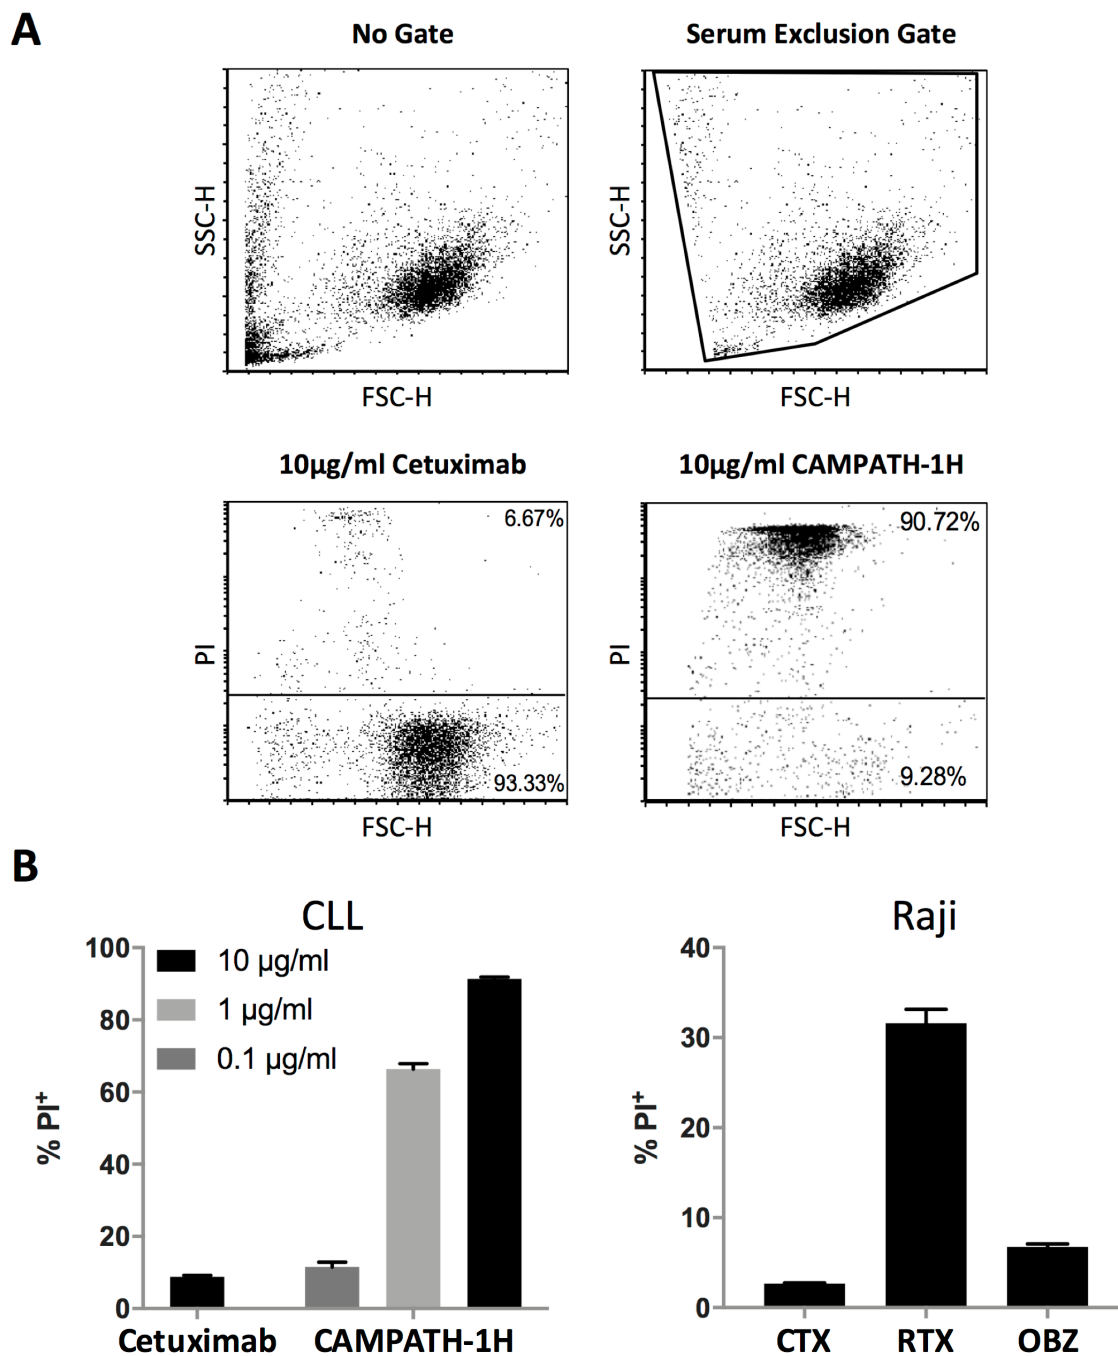 A
No Gate
Serum Exclusion Gate
SSC-H
SSC-H
FSC-H
FSC-H
10µg/ml Cetuximab
10µg/ml CAMPATH-1H
6.67%
90.72%
PI
PI
93.33%
9.28%
FSC-H
FSC-H
B
CLL
Raji
100
80
60
40
20
0
% PI+
10 µg/ml
1 µg/ml
0.1 µg/ml
Cetuximab
CAMPATH-1H
40
30
20
10
0
% PI+
CTX
RTX
OBZ